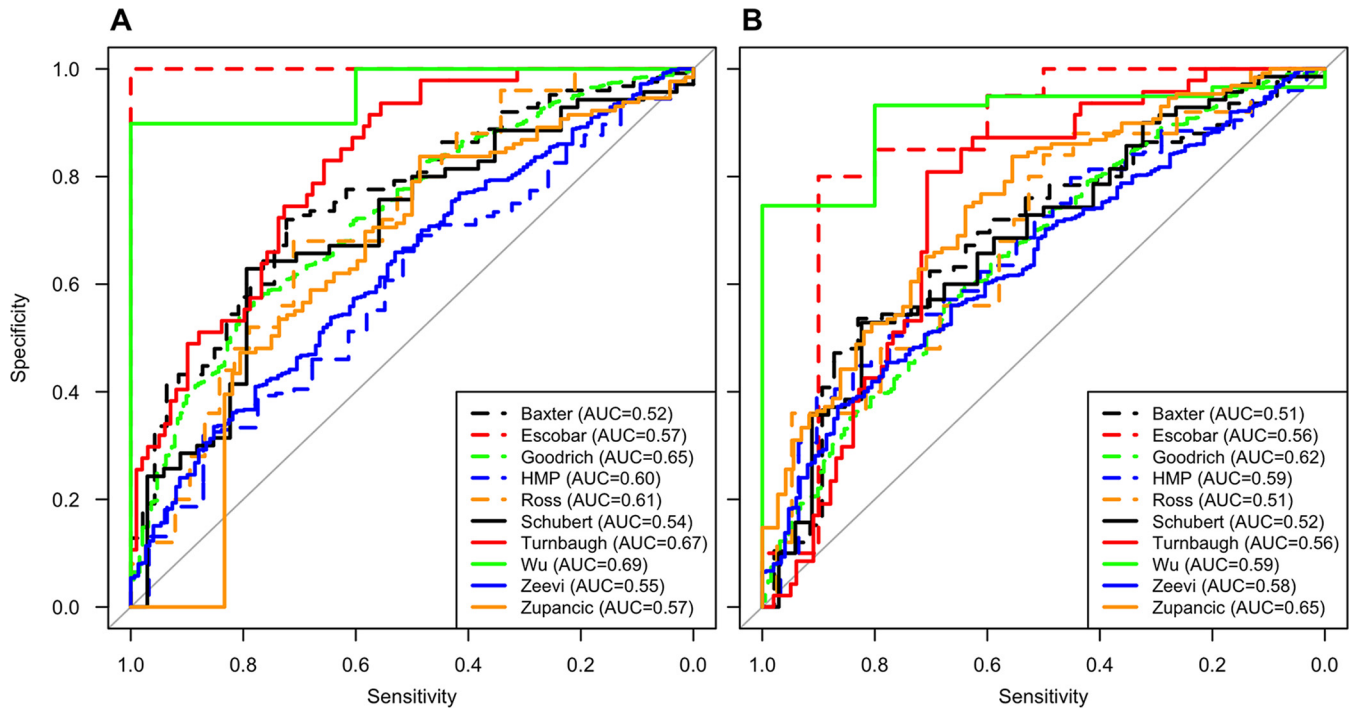 A
B
1.0
0.8
0.6
0.4
0.2
0.0
Specificity
Baxter (AUC=0.52)
Escobar (AUC=0.57)
Goodrich (AUC=0.65)
HMP (AUC=0.60)
Ross (AUC=0.61)
Schubert (AUC=0.54)
Turnbaugh (AUC=0.67)
Wu (AUC=0.69)
Zeevi (AUC=0.55)
Zupancic (AUC=0.57)
1.0 0.8 0.6 0.4 0.2 0.0
Sensitivity
Baxter (AUC=0.51)
Escobar (AUC=0.56)
Goodrich (AUC=0.62)
HMP (AUC=0.59)
Ross (AUC=0.51)
Schubert (AUC=0.52)
Turnbaugh (AUC=0.56)
Wu (AUC=0.59)
Zeevi (AUC=0.58)
Zupancic (AUC=0.65)
1.0 0.8 0.6 0.4 0.2 0.0
Sensitivity